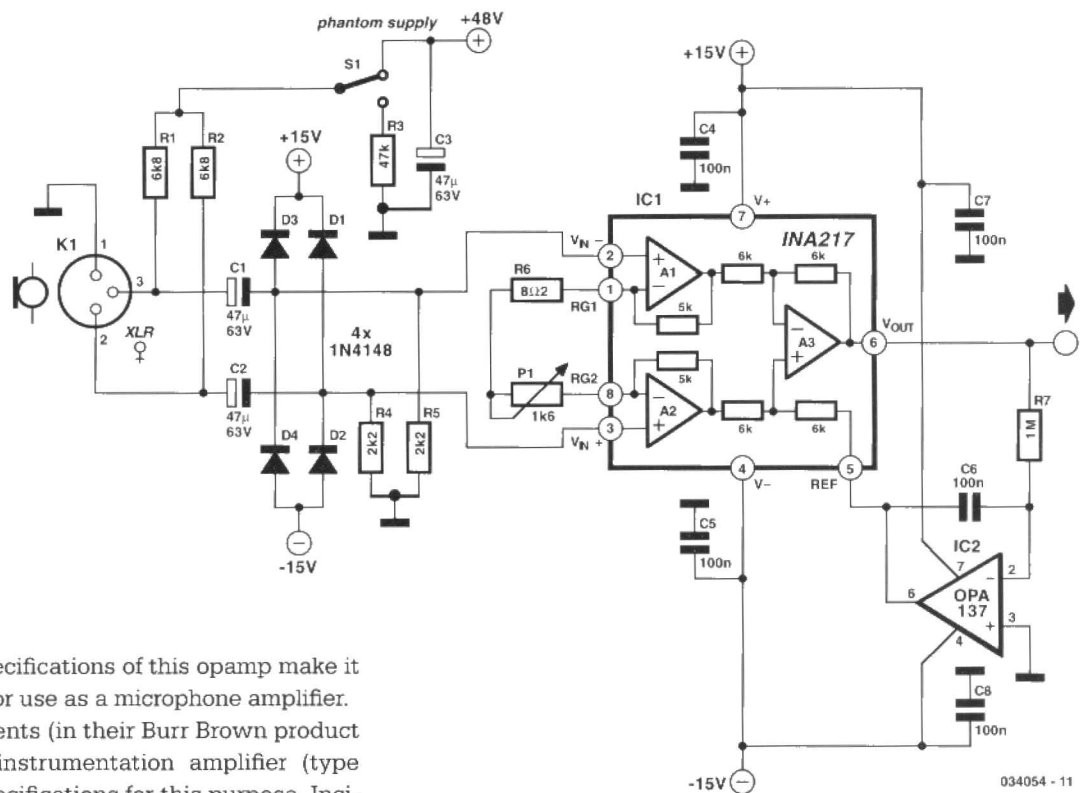 phantom supply
+48V
S1
R1
6k8
R2
6k8
+15V
R3
47k
C3
47µ
63V
K1
1
3
2
XLR
D3
D1
C1
47µ
63V
4x
1N4148
C2
47µ
63V
D4
D2
R4
2k2
R5
2k2
-15V
+15V
C4
100n
C7
100n
IC1
7
V+
INA217
VIN −
2
A1
6k
6k
R6
8Ω2
RG1
1
5k
A3
VOUT
6
P1
1k6
RG2
8
5k
A2
VIN +
3
6k
6k
4
V−
REF
5
R7
1M
C6
100n
C5
100n
IC2
OPA
137
7
6
2
3
4
C8
100n
-15V
034054 - 11
ecifications of this opamp make it
or use as a microphone amplifier.
ents (in their Burr Brown product
instrumentation amplifier (type